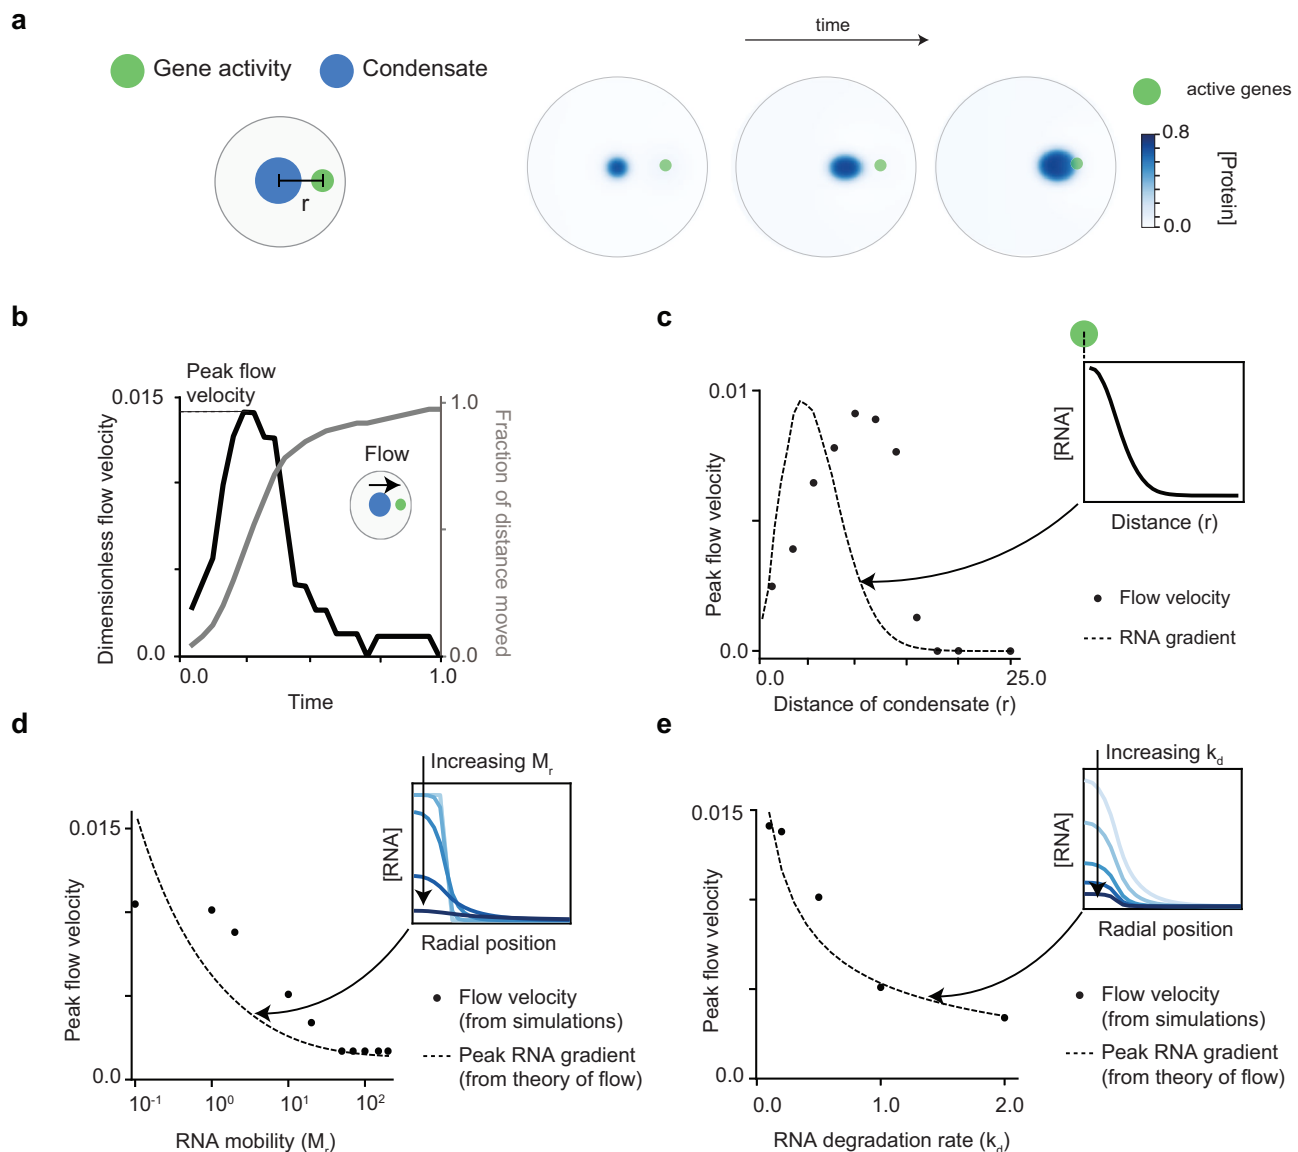 a
Gene activity
Condensate
r
time
active genes
0.8
0.0
[Protein]
b
Peak flow
velocity
0.015
0.0
Dimensionless flow velocity
1.0
0.0
Fraction of distance moved
Flow
0.0
1.0
Time
c
0.01
0.0
Peak flow velocity
0.0
25.0
Distance of condensate (r)
[RNA]
Distance (r)
Flow velocity
RNA gradient
d
0.015
0.0
Peak flow velocity
10⁻¹
10⁰
10¹
10²
RNA mobility (Mᵣ)
Increasing Mᵣ
[RNA]
Radial position
Flow velocity
(from simulations)
Peak RNA gradient
(from theory of flow)
e
0.015
0.0
Peak flow velocity
0.0
1.0
2.0
RNA degradation rate (k_d)
Increasing k_d
[RNA]
Radial position
Flow velocity
(from simulations)
Peak RNA gradient
(from theory of flow)